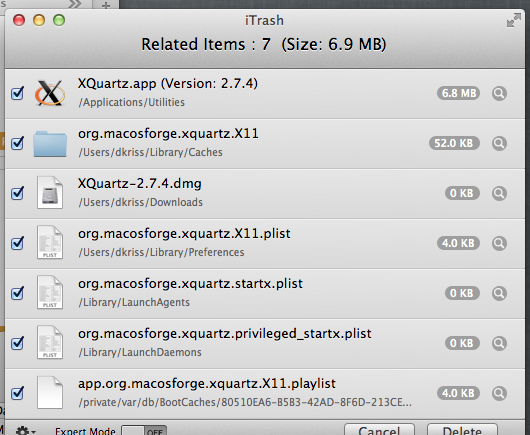 iTrash
Related Items : 7 (Size: 6.9 MB)
XQuartz.app (Version: 2.7.4)
/Applications/Utilities
6.8 MB
org.macosforge.xquartz.X11
/Users/dkriss/Library/Caches
52.0 KB
XQuartz-2.7.4.dmg
/Users/dkriss/Downloads
0 KB
org.macosforge.xquartz.X11.plist
/Users/dkriss/Library/Preferences
4.0 KB
PLIST
org.macosforge.xquartz.startx.plist
/Library/LaunchAgents
0 KB
PLIST
org.macosforge.xquartz.privileged_startx.plist
/Library/LaunchDaemons
0 KB
PLIST
app.org.macosforge.xquartz.X11.playlist
/private/var/db/BootCaches/80510EA6-B5B3-42AD-8F6D-213CE...
4.0 KB
Expert Mode
OFF
Cancel
Delete